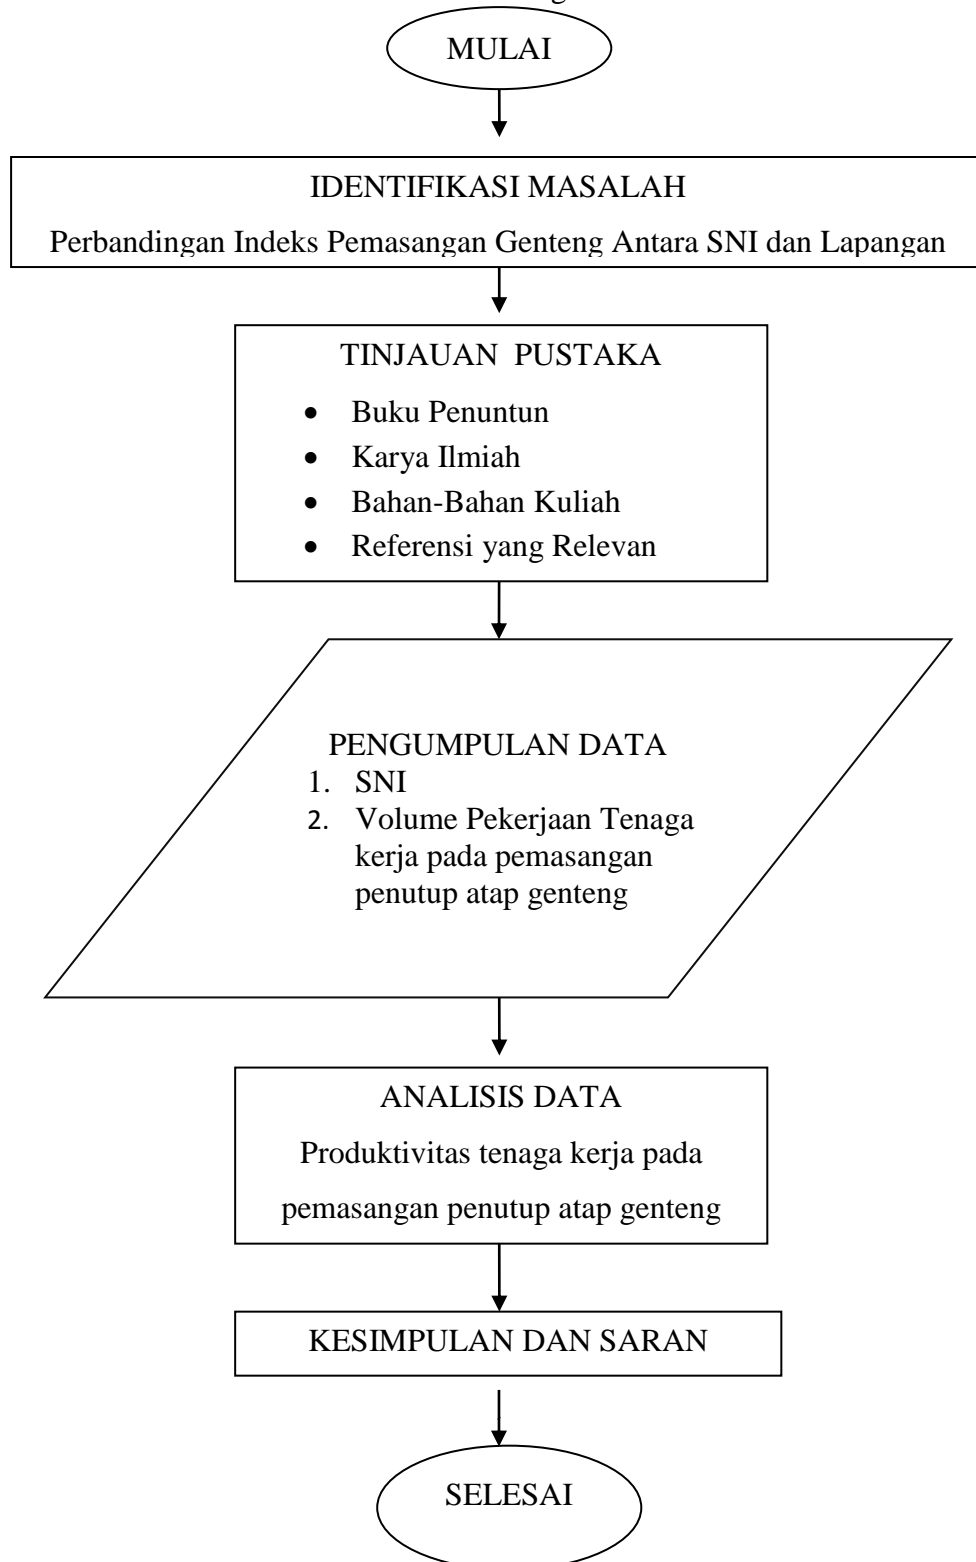 MULAI
IDENTIFIKASI MASALAH
Perbandingan Indeks Pemasangan Genteng Antara SNI dan Lapangan
TINJAUAN PUSTAKA
• Buku Penuntun
• Karya Ilmiah
• Bahan-Bahan Kuliah
• Referensi yang Relevan
PENGUMPULAN DATA
1. SNI
2. Volume Pekerjaan Tenaga
kerja pada pemasangan
penutup atap genteng
ANALISIS DATA
Produktivitas tenaga kerja pada
pemasangan penutup atap genteng
KESIMPULAN DAN SARAN
SELESAI